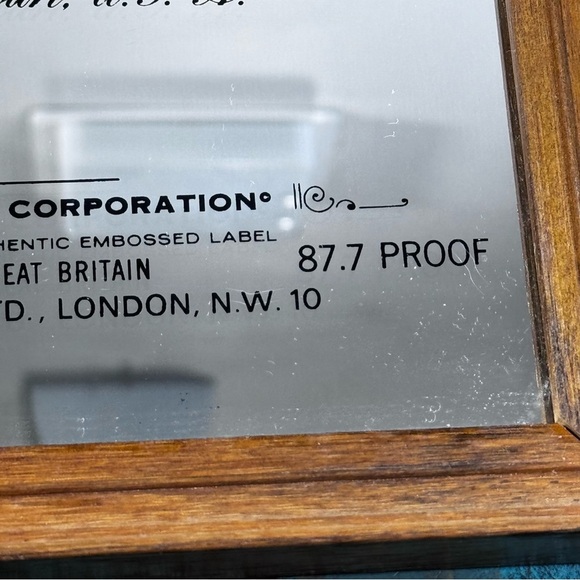 U.S.A.
CORPORATION°
HENTIC EMBOSSED LABEL
EAT BRITAIN 87.7 PROOF
TD., LONDON, N.W. 10